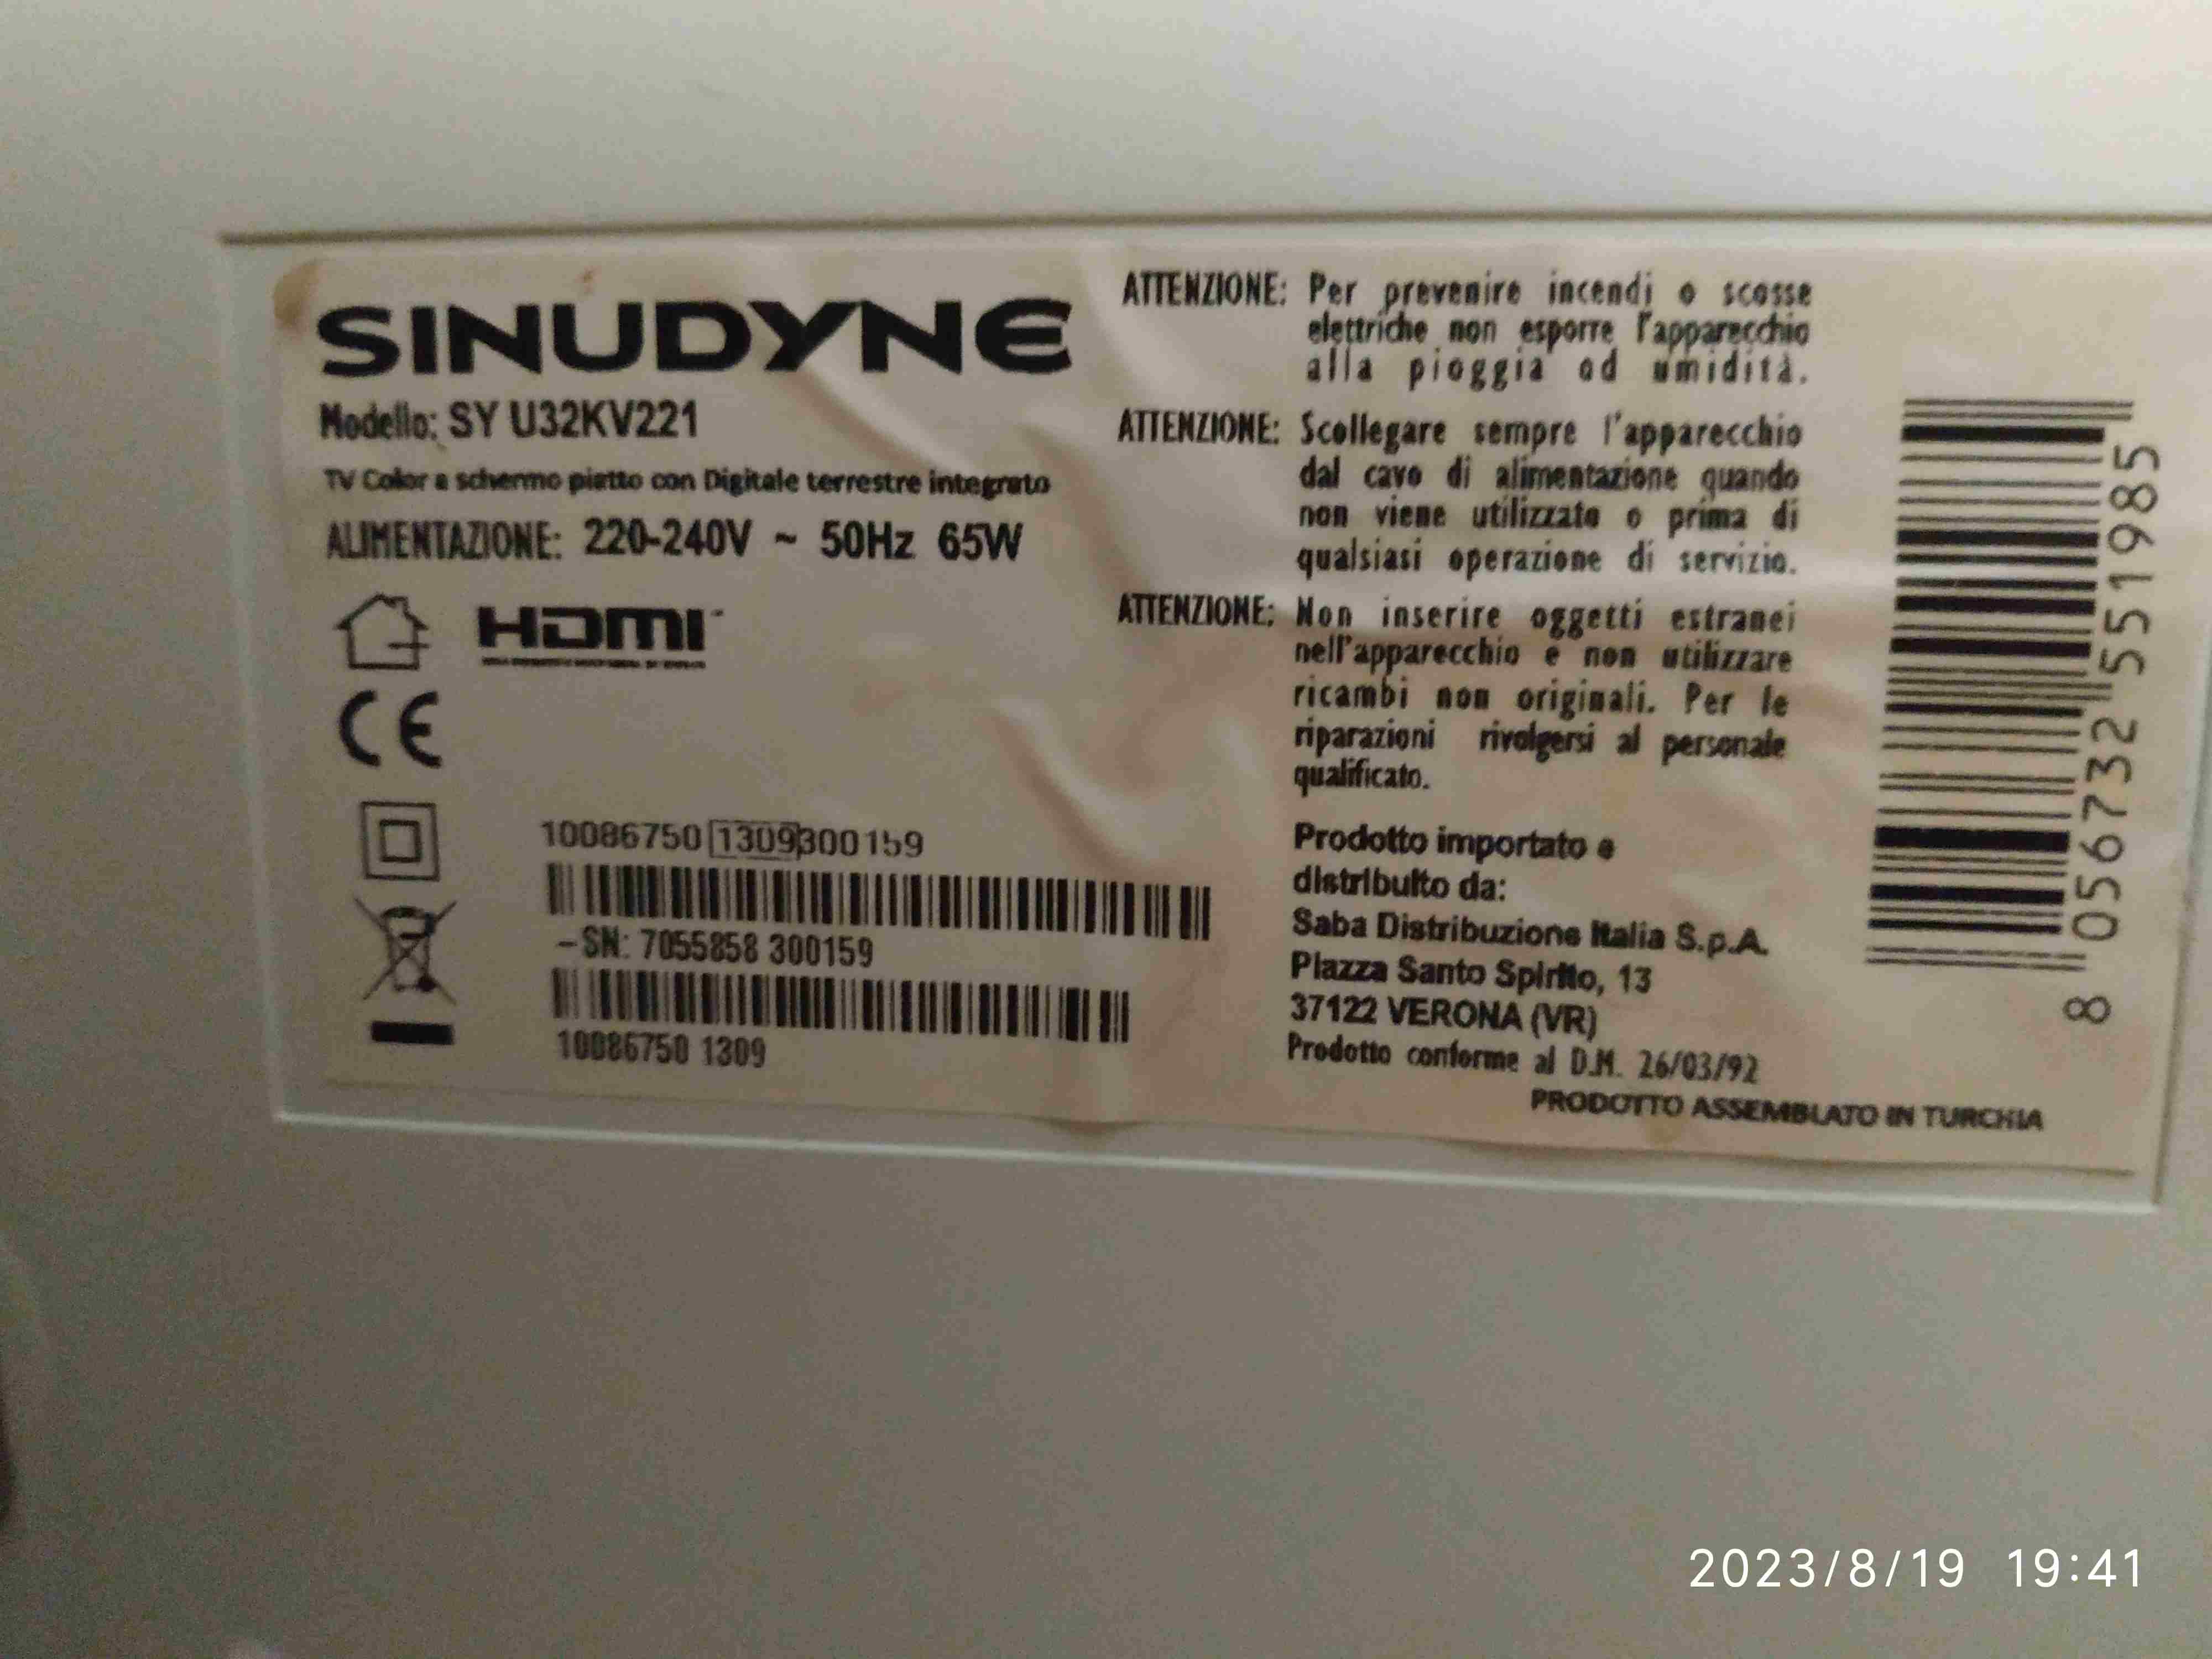 SINUDYNE
Modello: SY U32KV221
TV Color a schermo piatto con Digitale terrestre integrato
ALIMENTAZIONE: 220-240V ~ 50Hz 65W
HDMI
CE
10086750 1309300159
-SN: 7055858 300159
10086750 1309
ATTENZIONE: Per prevenire incendi o scosse
elettriche non esporre l'apparecchio
alla pioggia od umidità.
ATTENZIONE: Scollegare sempre l'apparecchio
dal cavo di alimentazione quando
non viene utilizzato o prima di
qualsiasi operazione di servizio.
ATTENZIONE: Non inserire oggetti estranei
nell'apparecchio e non utilizzare
ricambi non originali. Per le
riparazioni rivolgersi al personale
qualificato.
Prodotto importato e
distribuito da:
Saba Distribuzione Italia S.p.A.
Piazza Santo Spirito, 13
37122 VERONA (VR)
Prodotto conforme al D.M. 26/03/92
PRODOTTO ASSEMBLATO IN TURCHIA
8 056732 551985
2023/8/19 19:41